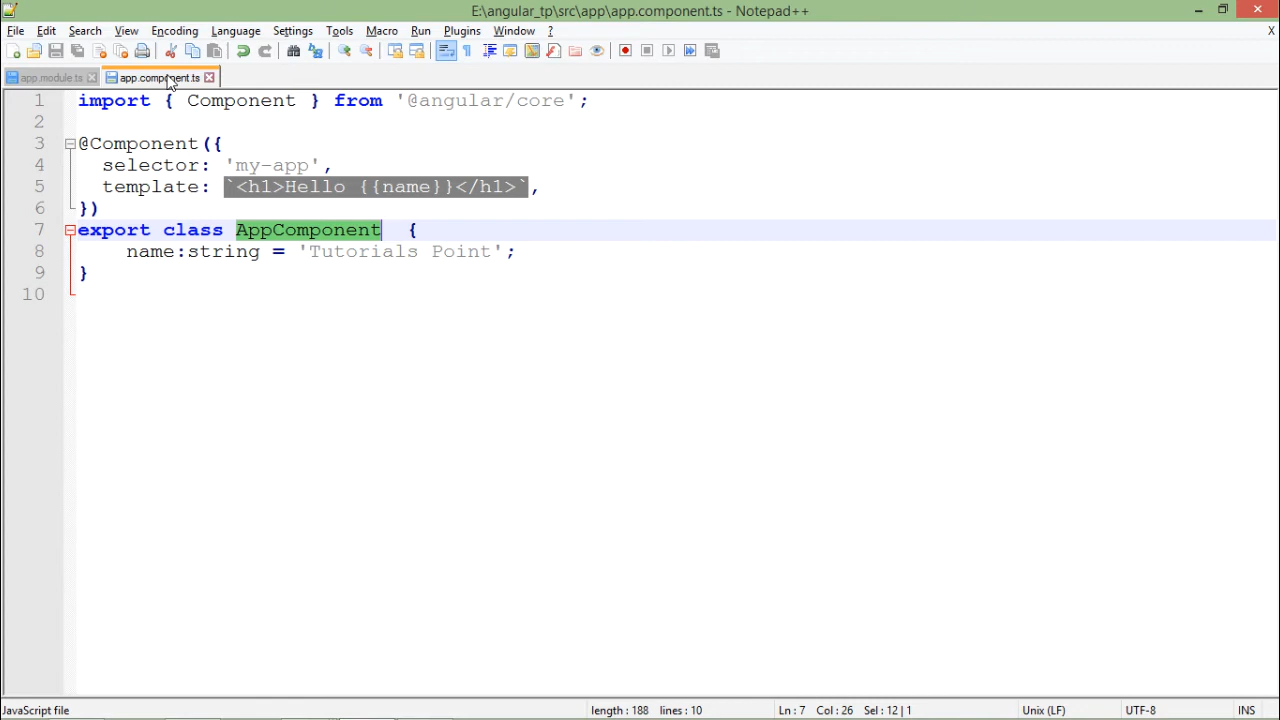 E:\angular_tp\src\app\app.component.ts - Notepad++
File Edit Search View Encoding Language Settings Tools Macro Run Plugins Window ? X
app.module.ts app.component.ts
1 import { Component } from '@angular/core';
2
3 @Component({
4 selector: 'my-app',
5 template: `<h1>Hello {{name}}</h1>`,
6 })
7 export class AppComponent {
8 name:string = 'Tutorials Point';
9 }
10
JavaScript file length : 188 lines : 10 Ln : 7 Col : 26 Sel : 12 | 1 Unix (LF) UTF-8 INS